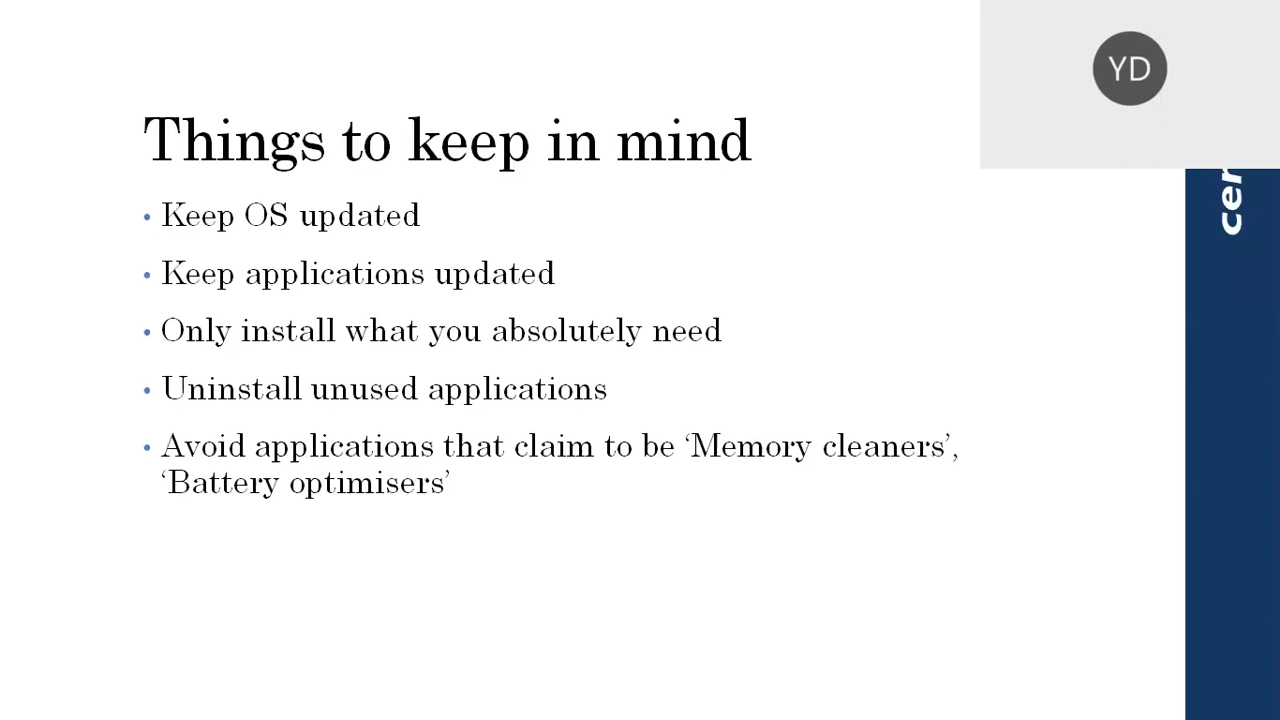 YD
Things to keep in mind
• Keep OS updated
• Keep applications updated
• Only install what you absolutely need
• Uninstall unused applications
• Avoid applications that claim to be ‘Memory cleaners’,
‘Battery optimisers’